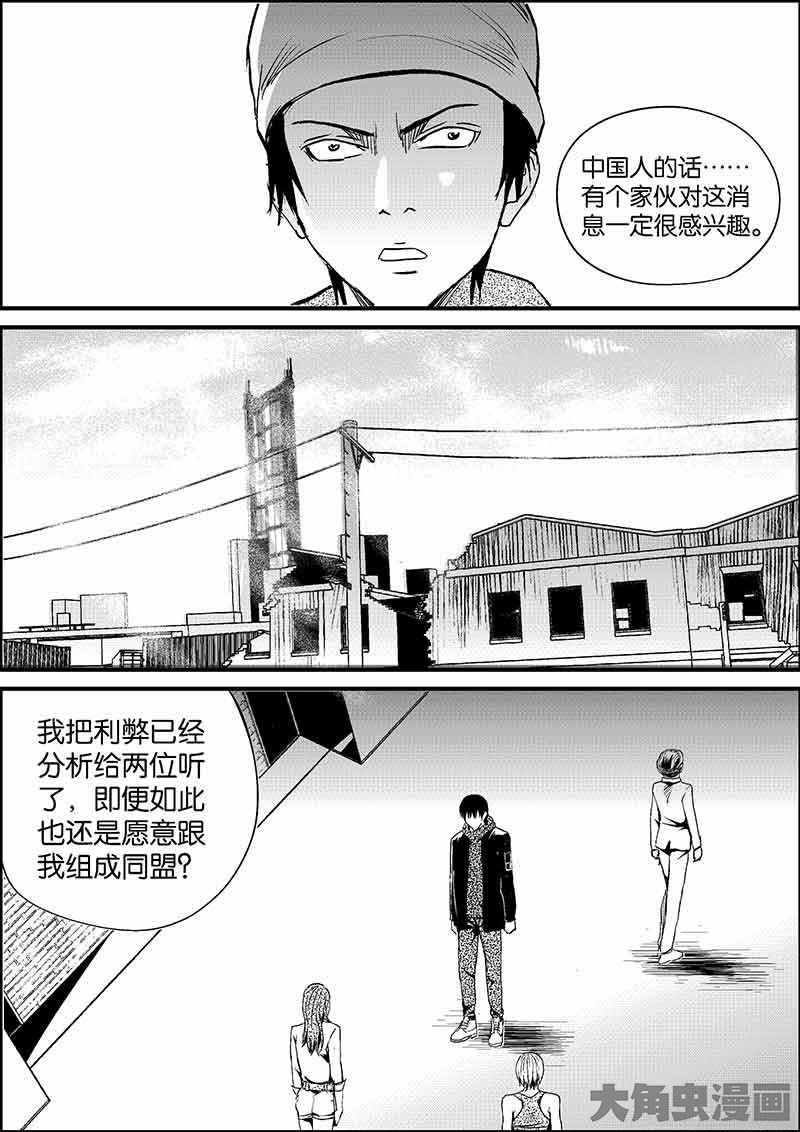 中国人的话……
有个家伙对这消
息一定很感兴趣。
我把利弊已经
分析给两位听
了，即便如此
也还是愿意跟
我组成同盟？
大角虫漫画